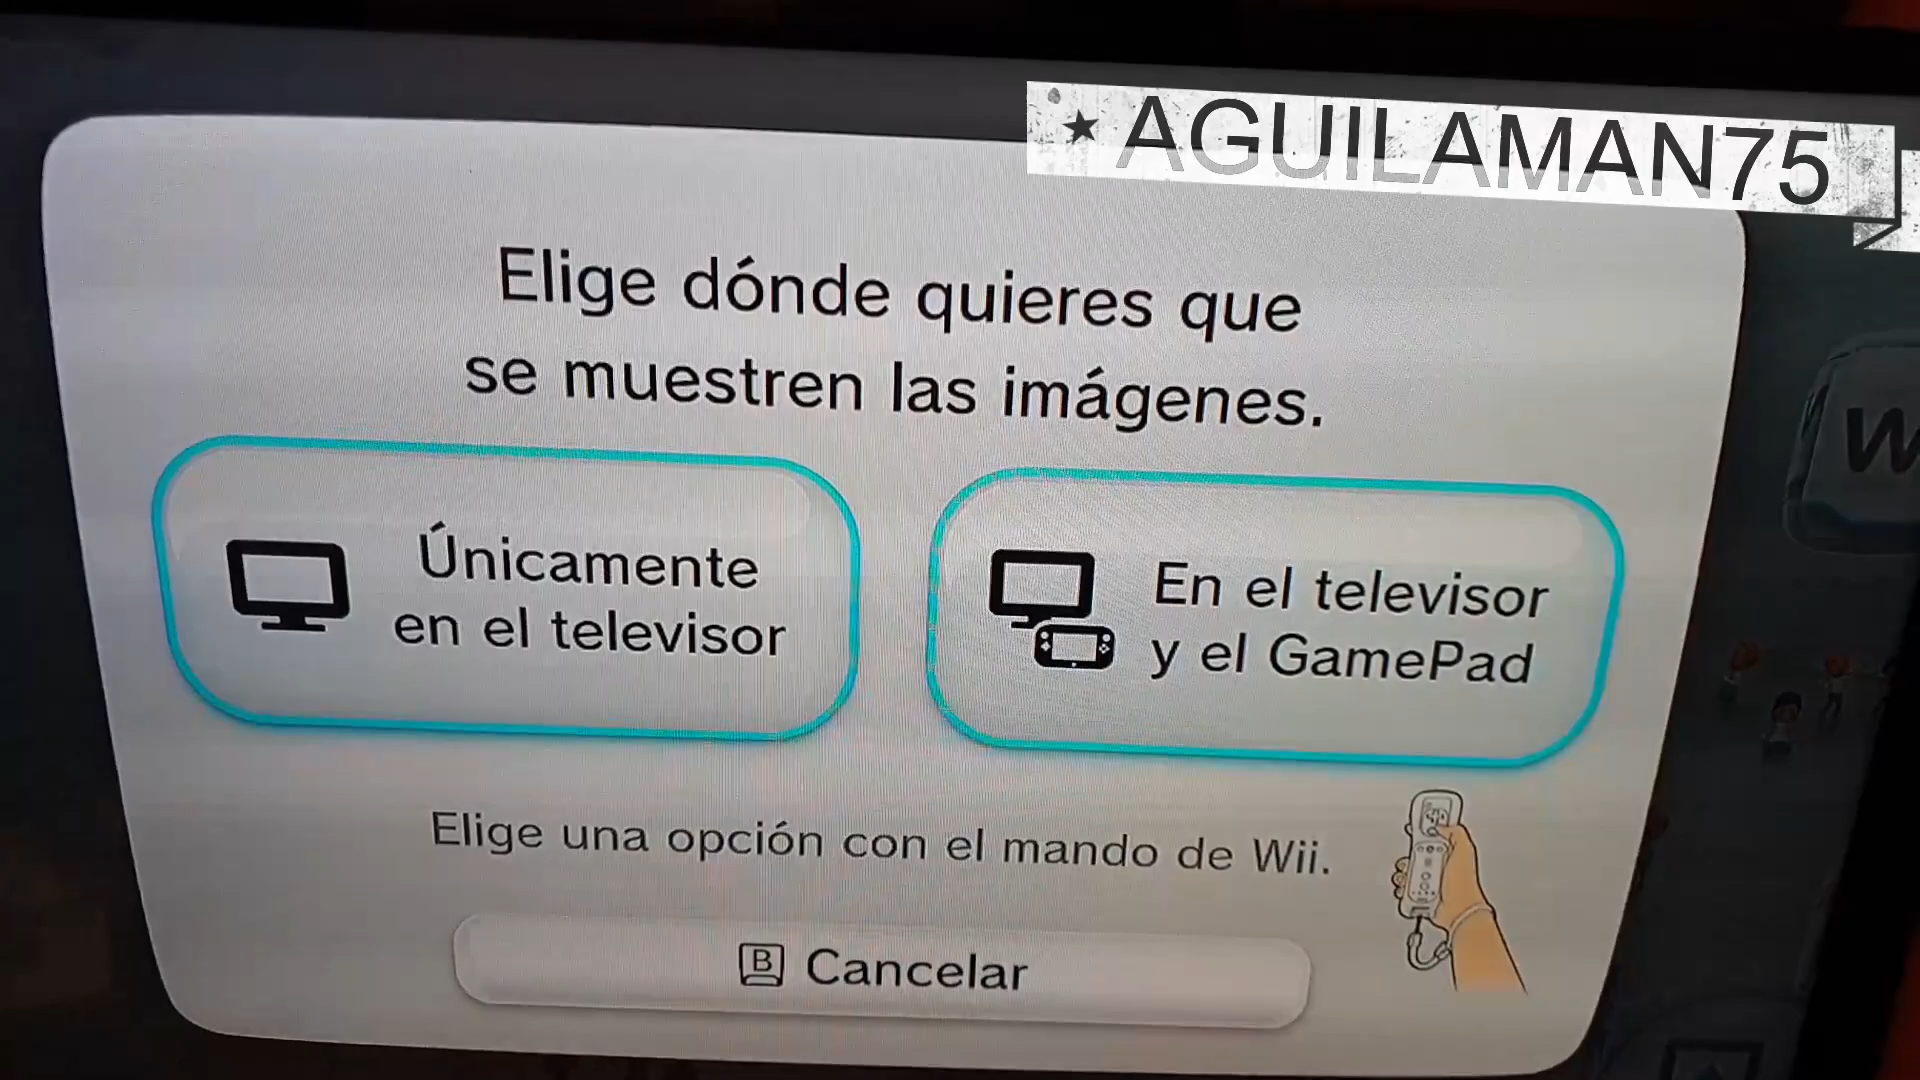 ★ AGUILAMAN75
Elige dónde quieres que
se muestren las imágenes.
Únicamente
en el televisor
En el televisor
y el GamePad
Elige una opción con el mando de Wii.
B Cancelar